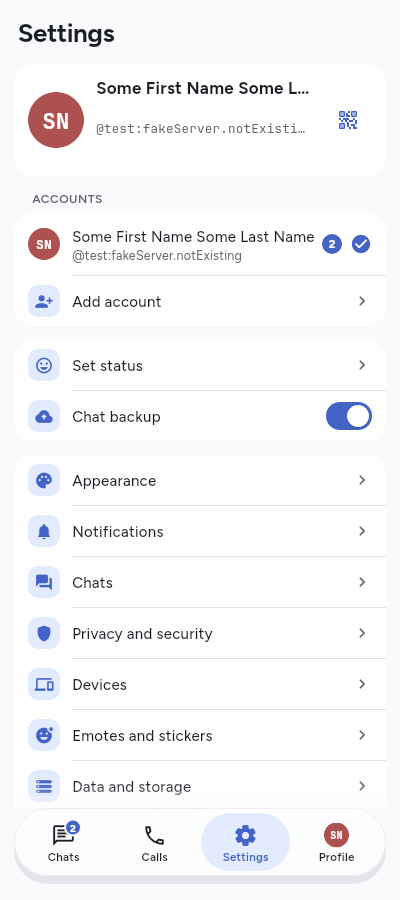 Settings
SN
Some First Name Some L...
@test:fakeServer.notExisti…
ACCOUNTS
SN
Some First Name Some Last Name
2
@test:fakeServer.notExisting
Add account
Set status
Chat backup
Appearance
Notifications
Chats
Privacy and security
Devices
Emotes and stickers
Data and storage
2
SN
Chats
Calls
Settings
Profile